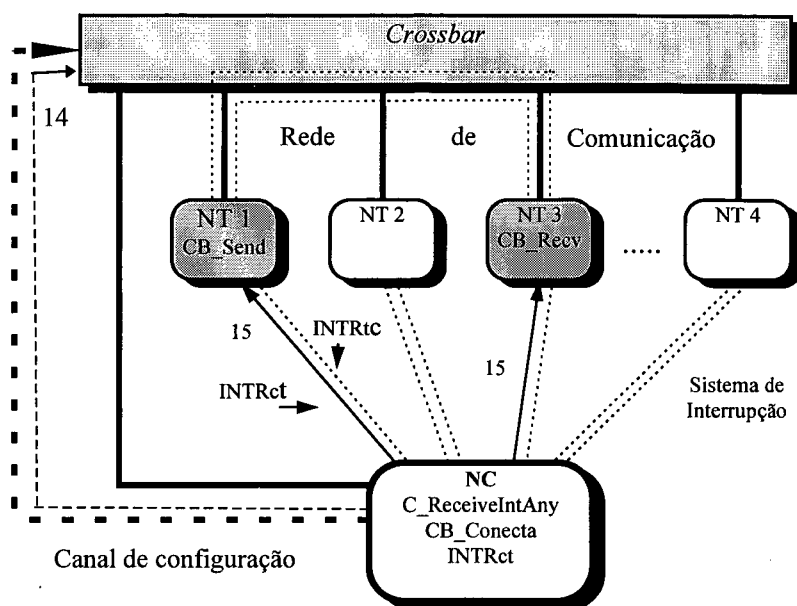 Crossbar
14
Rede de Comunicação
NT 1
CB_Send
NT 2
NT 3
CB_Recv
.....
NT 4
15
INTRtc
15
INTRct
Sistema de
Interrupção
NC
C_ReceiveIntAny
CB_Conecta
INTRct
Canal de configuração